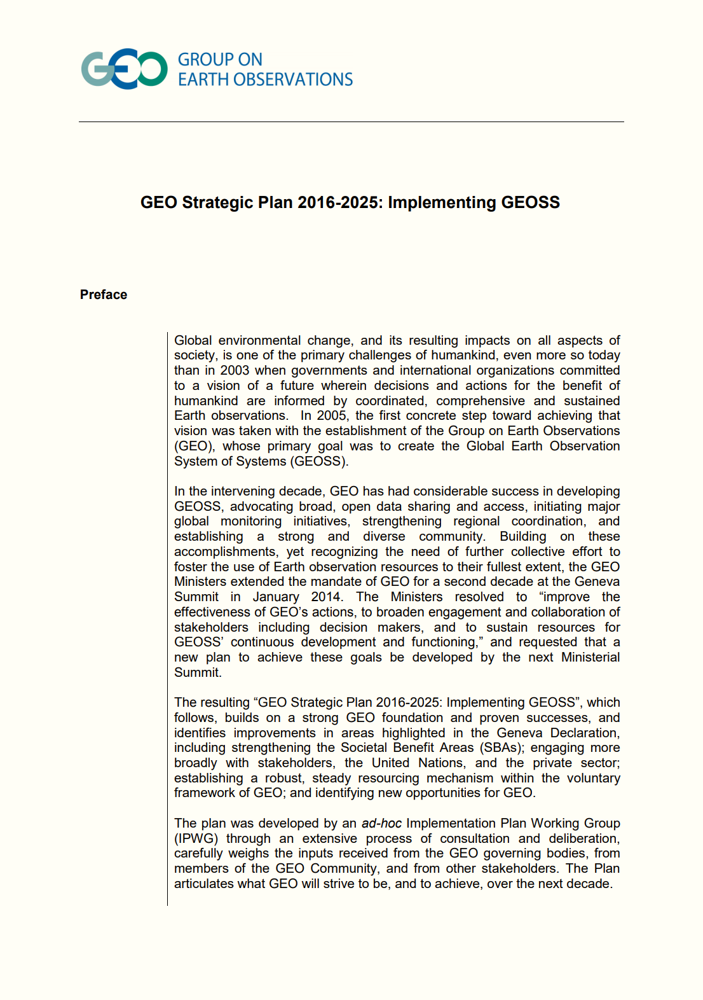 GEO GROUP ON
EARTH OBSERVATIONS
GEO Strategic Plan 2016-2025: Implementing GEOSS
Preface
Global environmental change, and its resulting impacts on all aspects of
society, is one of the primary challenges of humankind, even more so today
than in 2003 when governments and international organizations committed
to a vision of a future wherein decisions and actions for the benefit of
humankind are informed by coordinated, comprehensive and sustained
Earth observations. In 2005, the first concrete step toward achieving that
vision was taken with the establishment of the Group on Earth Observations
(GEO), whose primary goal was to create the Global Earth Observation
System of Systems (GEOSS).
In the intervening decade, GEO has had considerable success in developing
GEOSS, advocating broad, open data sharing and access, initiating major
global monitoring initiatives, strengthening regional coordination, and
establishing a strong and diverse community. Building on these
accomplishments, yet recognizing the need of further collective effort to
foster the use of Earth observation resources to their fullest extent, the GEO
Ministers extended the mandate of GEO for a second decade at the Geneva
Summit in January 2014. The Ministers resolved to “improve the
effectiveness of GEO’s actions, to broaden engagement and collaboration of
stakeholders including decision makers, and to sustain resources for
GEOSS’ continuous development and functioning,” and requested that a
new plan to achieve these goals be developed by the next Ministerial
Summit.
The resulting “GEO Strategic Plan 2016-2025: Implementing GEOSS”, which
follows, builds on a strong GEO foundation and proven successes, and
identifies improvements in areas highlighted in the Geneva Declaration,
including strengthening the Societal Benefit Areas (SBAs); engaging more
broadly with stakeholders, the United Nations, and the private sector;
establishing a robust, steady resourcing mechanism within the voluntary
framework of GEO; and identifying new opportunities for GEO.
The plan was developed by an ad-hoc Implementation Plan Working Group
(IPWG) through an extensive process of consultation and deliberation,
carefully weighs the inputs received from the GEO governing bodies, from
members of the GEO Community, and from other stakeholders. The Plan
articulates what GEO will strive to be, and to achieve, over the next decade.